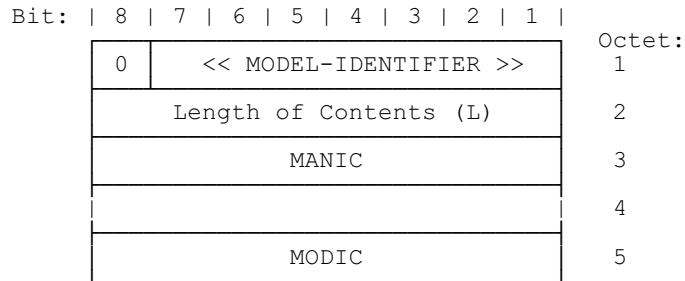 Bit: | 8 | 7 | 6 | 5 | 4 | 3 | 2 | 1 |
Octet:
0 << MODEL-IDENTIFIER >> 1
Length of Contents (L) 2
MANIC 3
4
MODIC 5